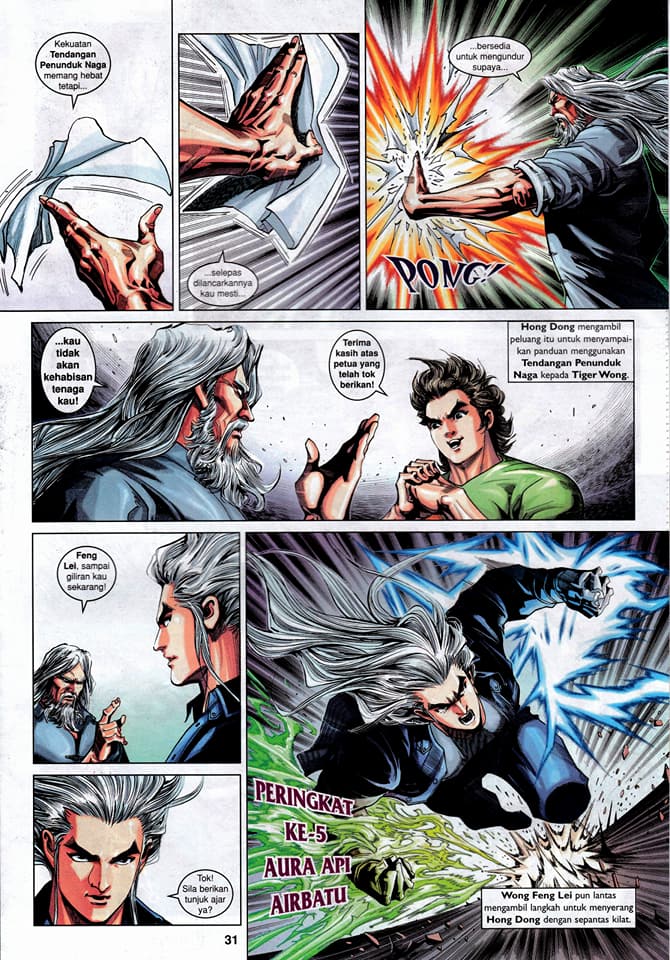 Kekuatan
Tendangan
Penunduk Naga
memang hebat
tetapi...
...selepas
dilancarkannya
kau mesti...
...bersedia
untuk mengundur
supaya...
PONG!
...kau
tidak
akan
kehabisan
tenaga
kau!
Terima
kasih atas
petua yang
telah tok
berikan!
Hong Dong mengambil
peluang itu untuk menyampai-
kan panduan menggunakan
Tendangan Penunduk
Naga kepada Tiger Wong.
Feng
Lei, sampai
giliran kau
sekarang!
Tok!
Sila berikan
tunjuk ajar
ya?
PERINGKAT
KE-5
AURA API
AIRBATU
Wong Feng Lei pun lantas
mengambil langkah untuk menyerang
Hong Dong dengan sepantas kilat.
31